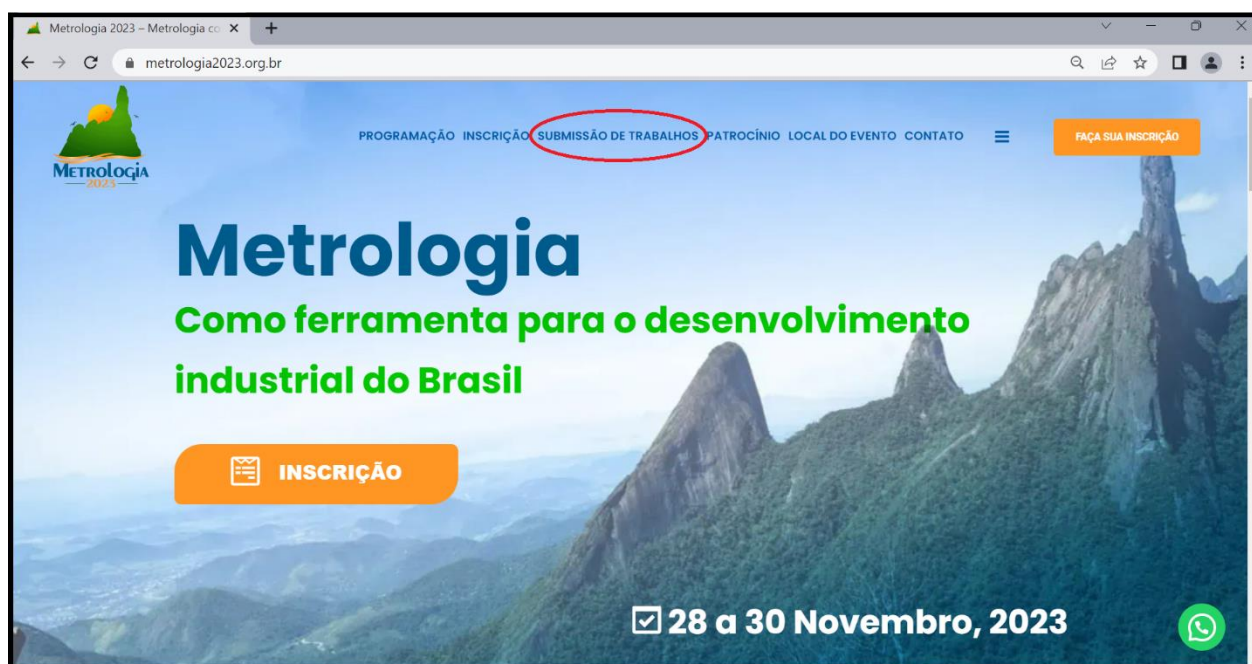 Metrologia 2023 – Metrologia co
metrologia2023.org.br
METROLOGIA
2023
PROGRAMAÇÃO INSCRIÇÃO SUBMISSÃO DE TRABALHOS PATROCÍNIO LOCAL DO EVENTO CONTATO
FAÇA SUA INSCRIÇÃO
Metrologia
Como ferramenta para o desenvolvimento
industrial do Brasil
INSCRIÇÃO
28 a 30 Novembro, 2023